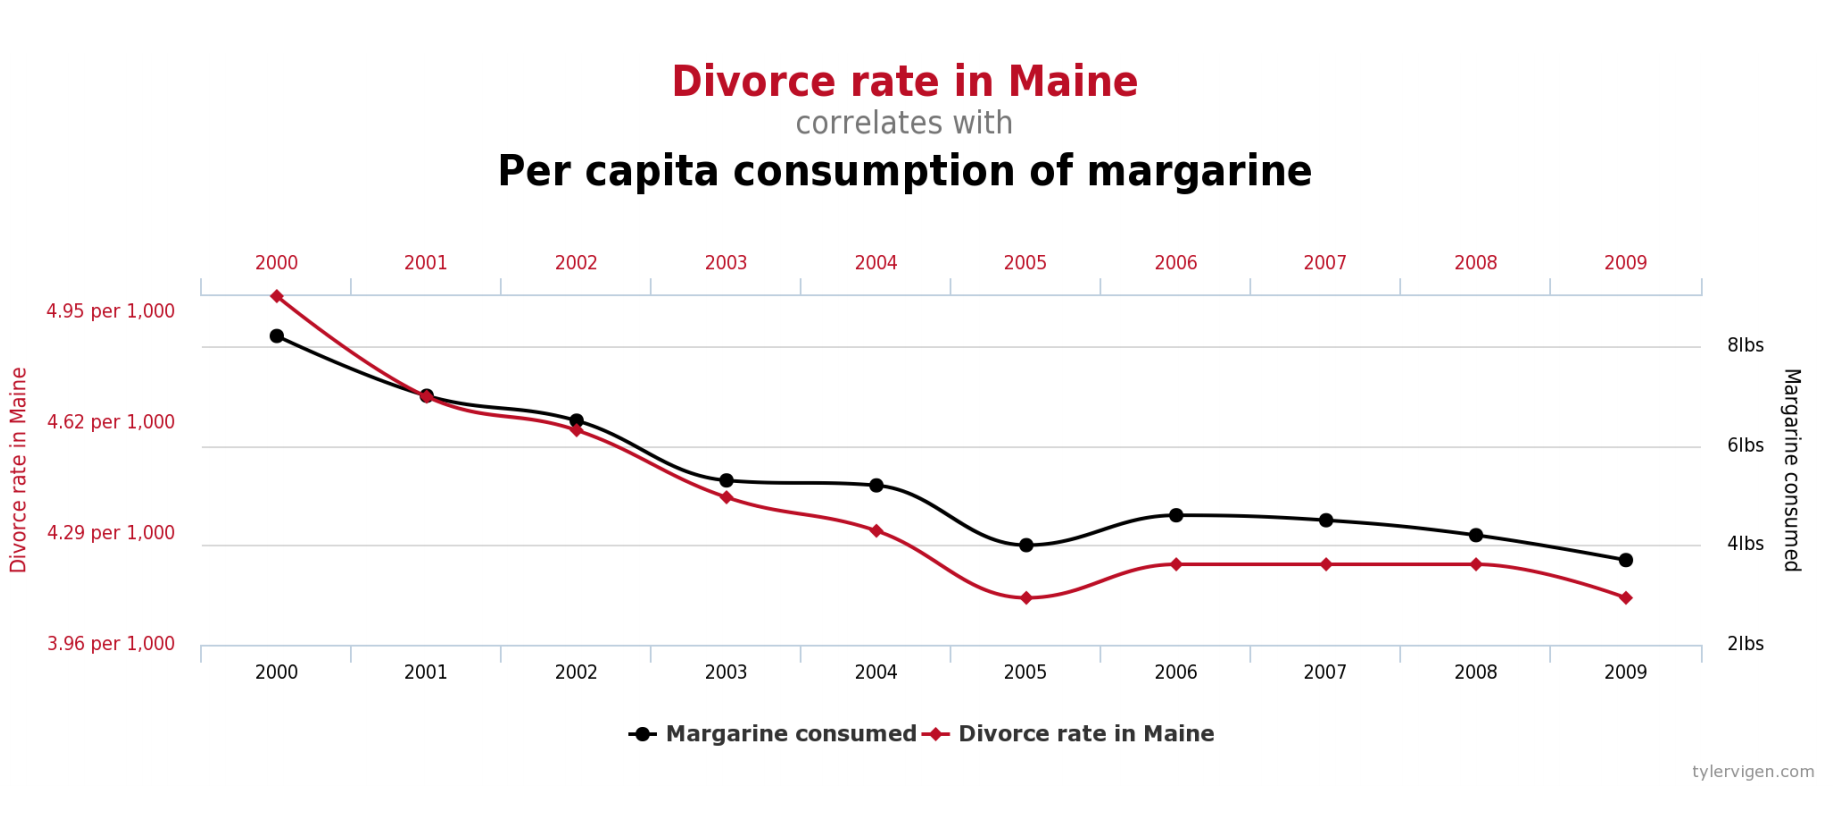 Divorce rate in Maine
correlates with
Per capita consumption of margarine
2000 2001 2002 2003 2004 2005 2006 2007 2008 2009
4.95 per 1,000
4.62 per 1,000
4.29 per 1,000
3.96 per 1,000
Divorce rate in Maine
8lbs
6lbs
4lbs
2lbs
Margarine consumed
2000 2001 2002 2003 2004 2005 2006 2007 2008 2009
Margarine consumed Divorce rate in Maine
tylervigen.com